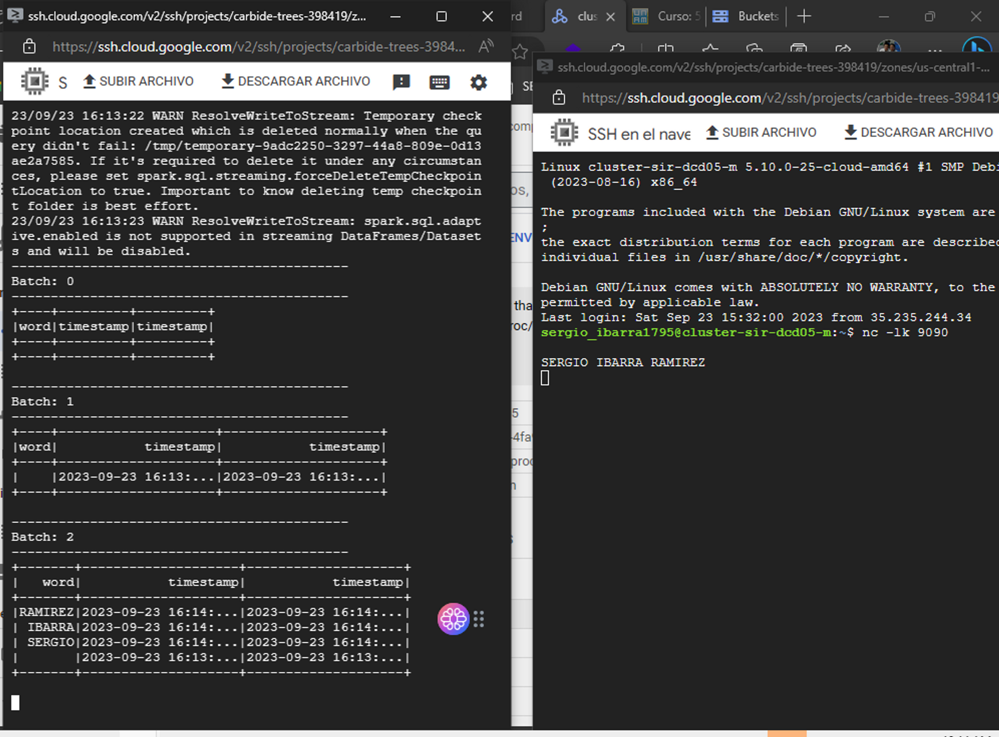 ssh.cloud.google.com/v2/ssh/projects/carbide-trees-398419/z...
https://ssh.cloud.google.com/v2/ssh/projects/carbide-trees-3984...
S SUBIR ARCHIVO DESCARGAR ARCHIVO
23/09/23 16:13:22 WARN ResolveWriteToStream: Temporary check
point location created which is deleted normally when the qu
ery didn't fail: /tmp/temporary-9adc2250-3297-44a8-809e-0d13
ae2a7585. If it's required to delete it under any circumstan
ces, please set spark.sql.streaming.forceDeleteTempCheckpoin
tLocation to true. Important to know deleting temp checkpoin
t folder is best effort.
23/09/23 16:13:23 WARN ResolveWriteToStream: spark.sql.adapt
ive.enabled is not supported in streaming DataFrames/Dataset
s and will be disabled.
-------------------------------------------
Batch: 0
-------------------------------------------
+----+---------+---------+
|word|timestamp|timestamp|
+----+---------+---------+
+----+---------+---------+
-------------------------------------------
Batch: 1
-------------------------------------------
+----+--------------------+--------------------+
|word|           timestamp|           timestamp|
+----+--------------------+--------------------+
|    |2023-09-23 16:13:...|2023-09-23 16:13:...|
+----+--------------------+--------------------+
-------------------------------------------
Batch: 2
-------------------------------------------
+-------+--------------------+--------------------+
|   word|           timestamp|           timestamp|
+-------+--------------------+--------------------+
|RAMIREZ|2023-09-23 16:14:...|2023-09-23 16:14:...|
| IBARRA|2023-09-23 16:14:...|2023-09-23 16:14:...|
| SERGIO|2023-09-23 16:14:...|2023-09-23 16:14:...|
|       |2023-09-23 16:13:...|2023-09-23 16:13:...|
+-------+--------------------+--------------------+
rd clus Curso: 5 Buckets
ssh.cloud.google.com/v2/ssh/projects/carbide-trees-398419/zones/us-central1-...
https://ssh.cloud.google.com/v2/ssh/projects/carbide-trees-398419
SSH en el nave SUBIR ARCHIVO DESCARGAR ARCHIVO
Linux cluster-sir-dcd05-m 5.10.0-25-cloud-amd64 #1 SMP Debi
(2023-08-16) x86_64
The programs included with the Debian GNU/Linux system are
;
the exact distribution terms for each program are described
individual files in /usr/share/doc/*/copyright.
Debian GNU/Linux comes with ABSOLUTELY NO WARRANTY, to the
permitted by applicable law.
Last login: Sat Sep 23 15:32:00 2023 from 35.235.244.34
sergio_ibarra1795@cluster-sir-dcd05-m:~$ nc -lk 9090
SERGIO IBARRA RAMIREZ